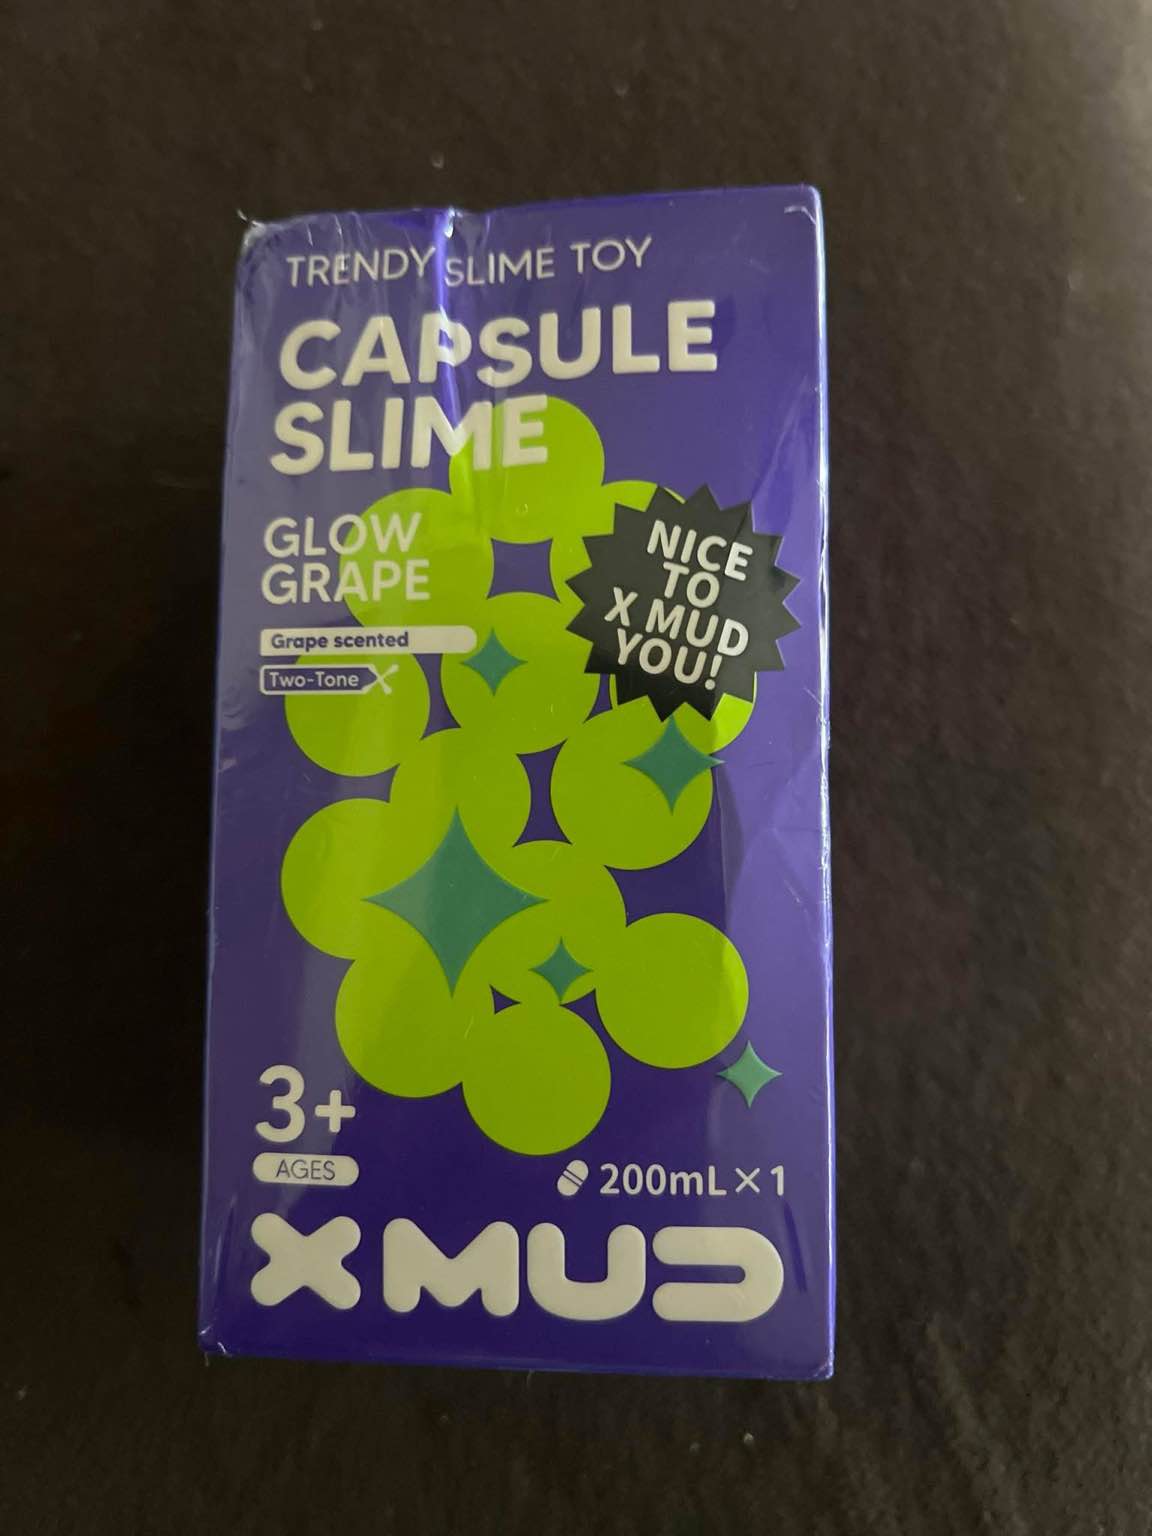 TRENDY SLIME TOY
CAPSULE
SLIME
GLOW
GRAPE
Grape scented
Two-Tone
NICE
TO
X MUD
YOU!
3+
AGES
200mL×1
X MUD